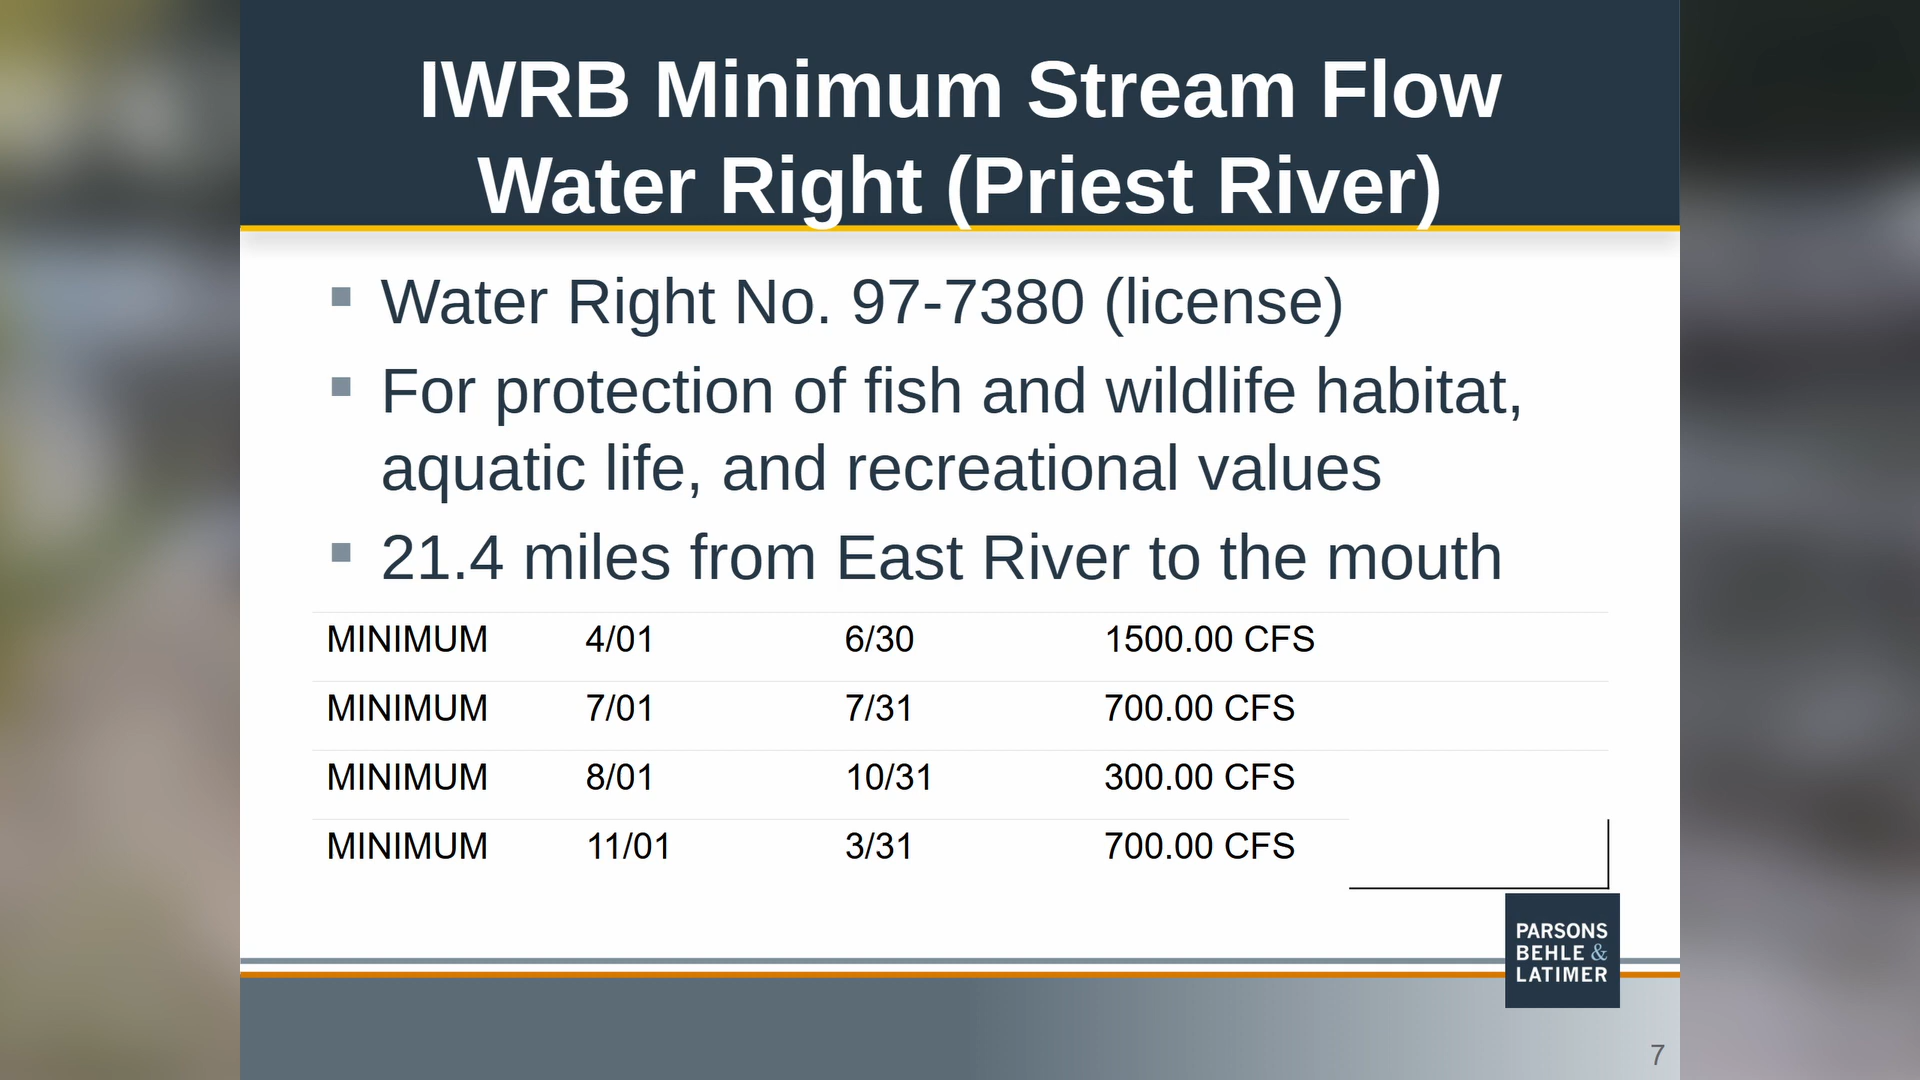 IWRB Minimum Stream Flow
Water Right (Priest River)
Water Right No. 97-7380 (license)
For protection of fish and wildlife habitat,
aquatic life, and recreational values
21.4 miles from East River to the mouth
MINIMUM 4/01 6/30 1500.00 CFS
MINIMUM 7/01 7/31 700.00 CFS
MINIMUM 8/01 10/31 300.00 CFS
MINIMUM 11/01 3/31 700.00 CFS
PARSONS
BEHLE &
LATIMER
7